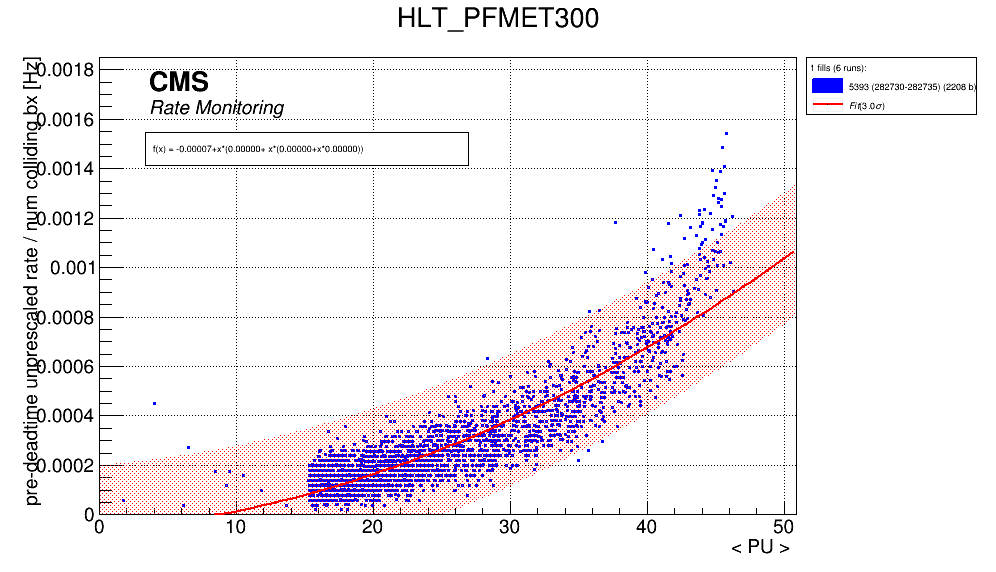 HLT_PFMET300
pre-deadtime unprescaled rate / num colliding bx [Hz]
0.0018
0.0016
0.0014
0.0012
0.001
0.0008
0.0006
0.0004
0.0002
0
CMS
Rate Monitoring
f(x) = -0.00007+x*(0.00000+ x*(0.00000+x*0.00000))
1 fills (6 runs):
5393 (282730-282735) (2208 b)
Fit(3.0σ)
0 10 20 30 40 50
< PU >